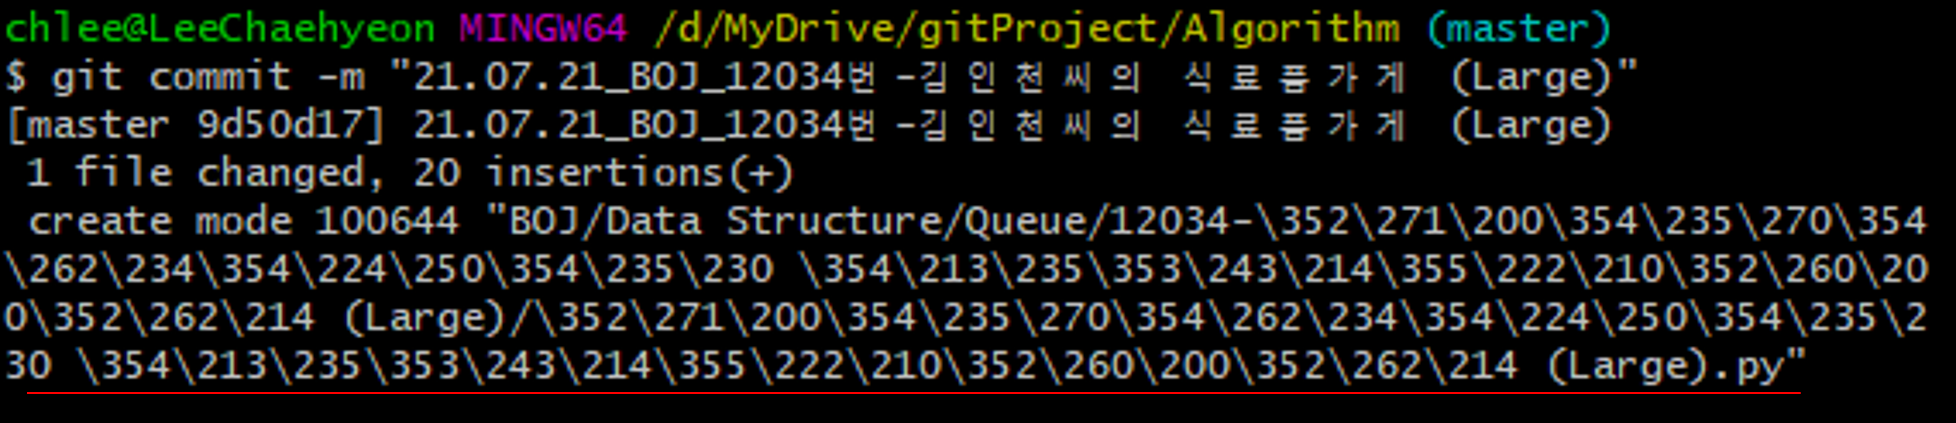 chlee@LeeChaehyeon MINGW64 /d/MyDrive/gitProject/Algorithm (master)
$ git commit -m "21.07.21_BOJ_12034번 -김인천씨의 식료품가게 (Large)"
[master 9d50d17] 21.07.21_BOJ_12034번 -김인천씨의 식료품가게 (Large)
1 file changed, 20 insertions(+)
create mode 100644 "BOJ/Data Structure/Queue/12034-\352\271\200\354\235\270\354
\262\234\354\224\250\354\235\230 \354\213\235\353\243\214\355\222\210\352\260\20
0\352\262\214 (Large)/\352\271\200\354\235\270\354\262\234\354\224\250\354\235\2
30 \354\213\235\353\243\214\355\222\210\352\260\200\352\262\214 (Large).py"